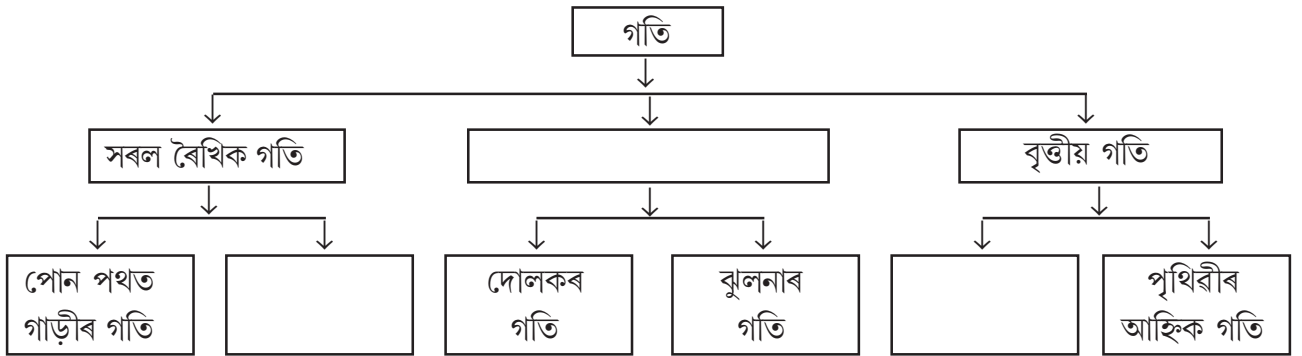 গতি
সৰল ৰৈখিক গতি
বৃত্তীয় গতি
পোন পথত
গাড়ীৰ গতি
দোলকৰ
গতি
ঝুলনাৰ
গতি
পৃথিৱীৰ
আহ্নিক গতি